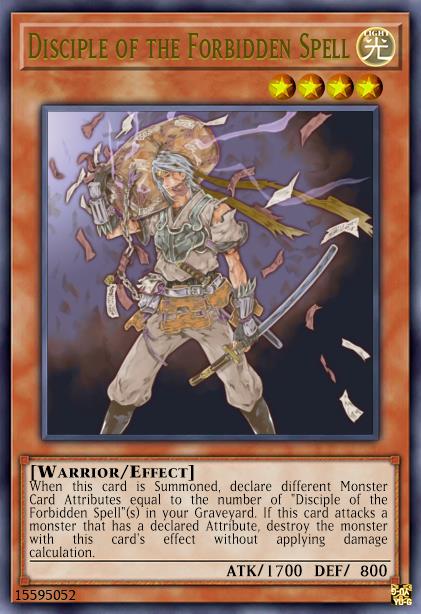 DISCIPLE OF THE FORBIDDEN SPELL
LIGHT
光
[WARRIOR/EFFECT]
When this card is Summoned, declare different Monster
Card Attributes equal to the number of "Disciple of the
Forbidden Spell"(s) in your Graveyard. If this card attacks a
monster that has a declared Attribute, destroy the monster
with this card's effect without applying damage
calculation.
ATK/1700 DEF/ 800
15595052